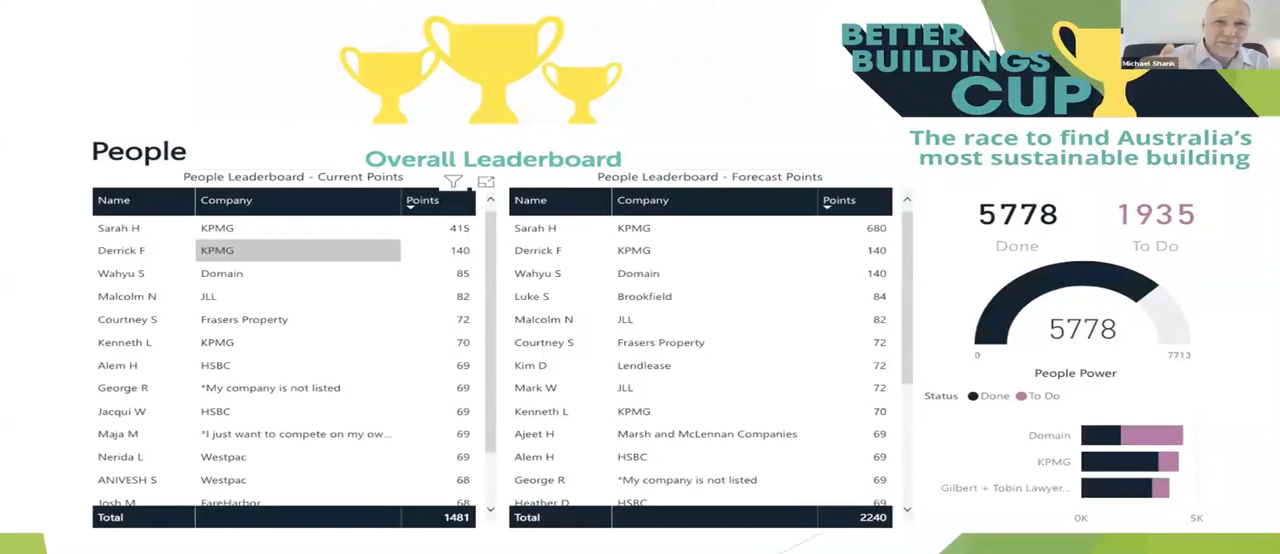 BETTER
BUILDINGS
CUP
Michael Shank
The race to find Australia's
most sustainable building
People
Overall Leaderboard
People Leaderboard - Current Points
Name Company Points
Sarah H KPMG 415
Derrick F KPMG 140
Wahyu S Domain 85
Malcolm N JLL 82
Courtney S Frasers Property 72
Kenneth L KPMG 70
Alem H HSBC 69
George R *My company is not listed 69
Jacqui W HSBC 69
Maja M *I just want to compete on my ow... 69
Nerida L Westpac 69
ANIVESH S Westpac 68
Josh M FareHarbor 68
Total 1481
People Leaderboard - Forecast Points
Name Company Points
Sarah H KPMG 680
Derrick F KPMG 140
Wahyu S Domain 140
Luke S Brookfield 84
Malcolm N JLL 82
Courtney S Frasers Property 72
Kim D Lendlease 72
Mark W JLL 72
Kenneth L KPMG 70
Ajeet H Marsh and McLennan Companies 69
Alem H HSBC 69
George R *My company is not listed 69
Heather D HSBC 69
Total 2240
5778 1935
Done To Do
5778
0 7713
People Power
Status Done To Do
Domain
KPMG
Gilbert + Tobin Lawyer...
0K 5K